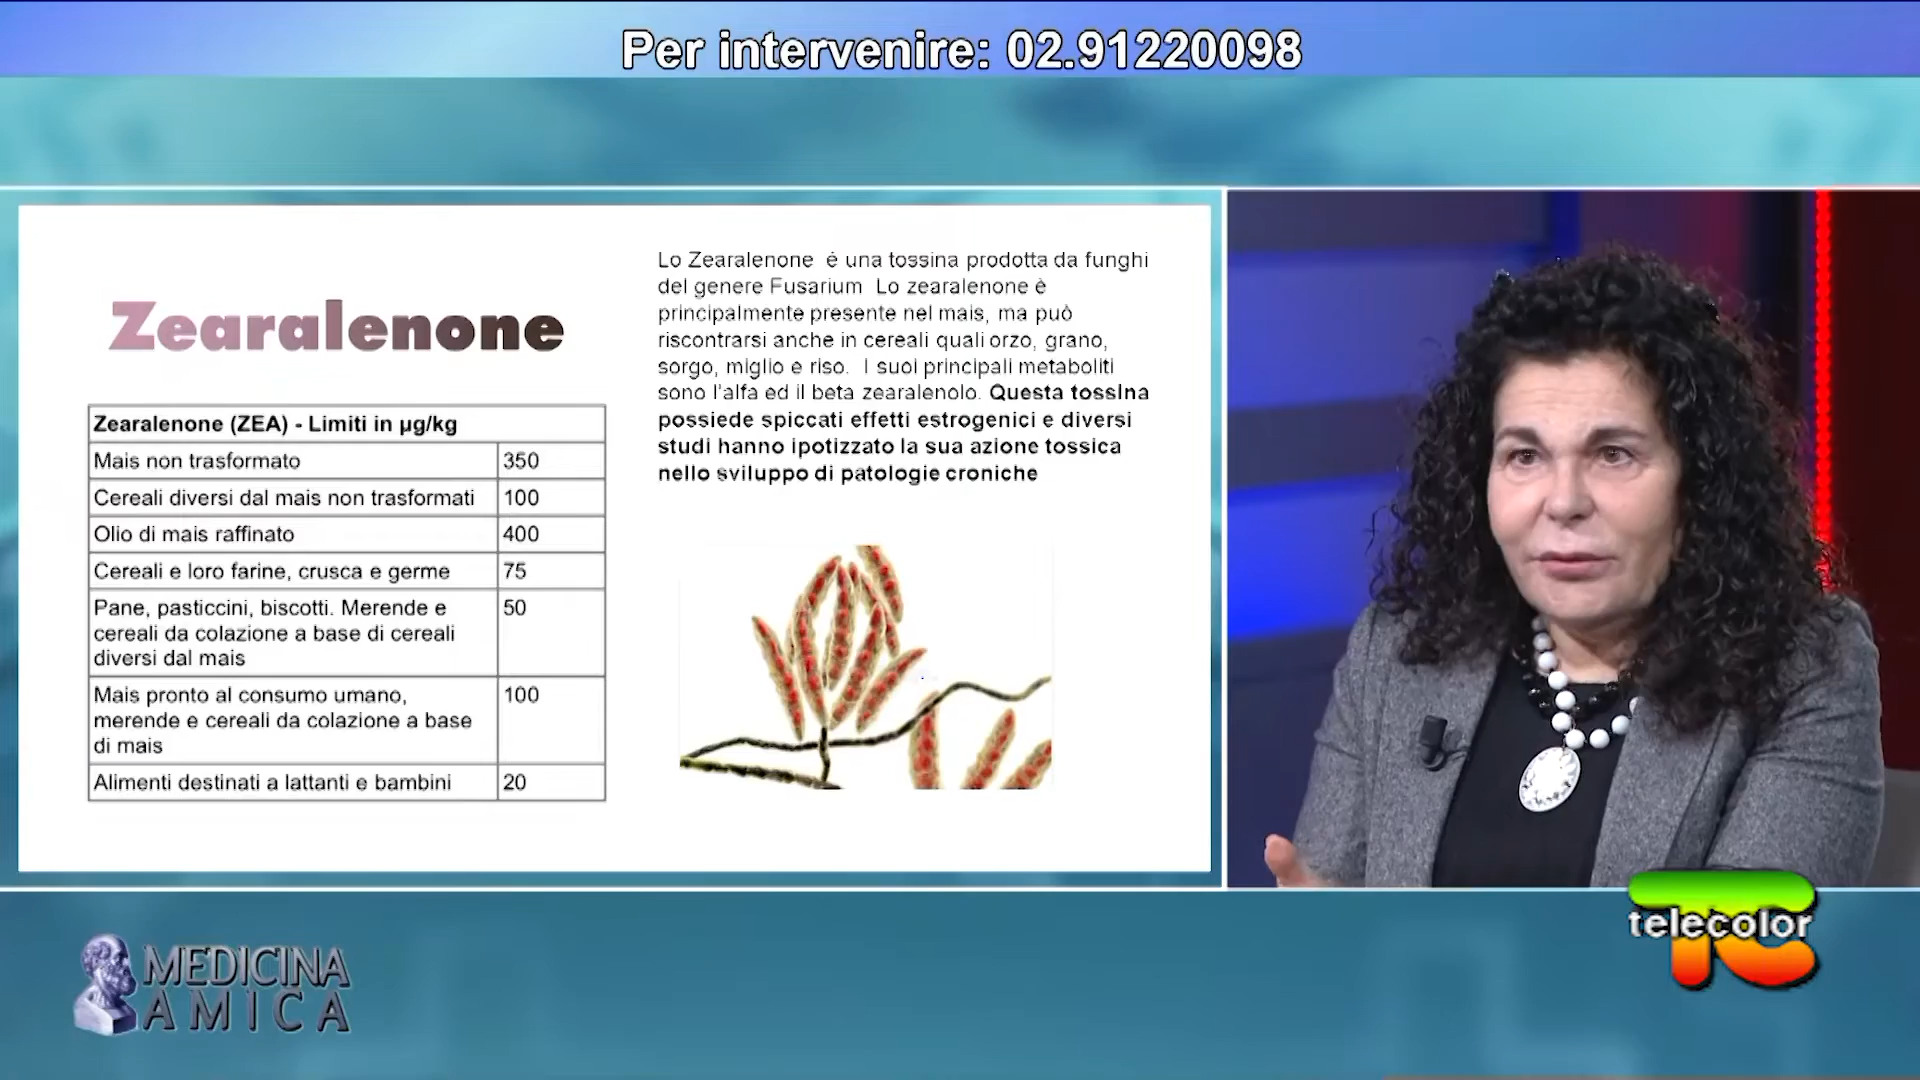 Per intervenire: 02.91220098
Zearalenone
Zearalenone (ZEA) - Limiti in µg/kg
Mais non trasformato 350
Cereali diversi dal mais non trasformati 100
Olio di mais raffinato 400
Cereali e loro farine, crusca e germe 75
Pane, pasticcini, biscotti. Merende e 50
cereali da colazione a base di cereali
diversi dal mais
Mais pronto al consumo umano, 100
merende e cereali da colazione a base
di mais
Alimenti destinati a lattanti e bambini 20
Lo Zearalenone è una tossina prodotta da funghi
del genere Fusarium Lo zearalenone è
principalmente presente nel mais, ma può
riscontrarsi anche in cereali quali orzo, grano,
sorgo, miglio e riso. I suoi principali metaboliti
sono l'alfa ed il beta zearalenolo. Questa tossina
possiede spiccati effetti estrogenici e diversi
studi hanno ipotizzato la sua azione tossica
nello sviluppo di patologie croniche
MEDICINA
AMICA
TC
telecolor